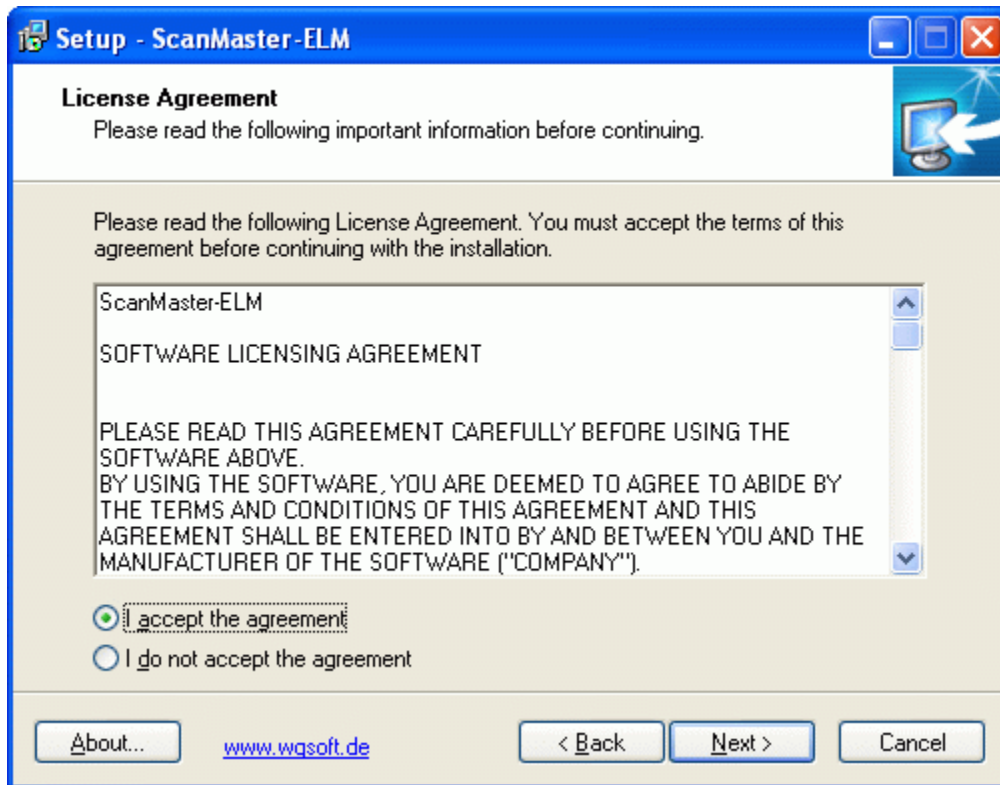 Setup - ScanMaster-ELM
License Agreement
Please read the following important information before continuing.
Please read the following License Agreement. You must accept the terms of this
agreement before continuing with the installation.
ScanMaster-ELM
SOFTWARE LICENSING AGREEMENT
PLEASE READ THIS AGREEMENT CAREFULLY BEFORE USING THE
SOFTWARE ABOVE.
BY USING THE SOFTWARE, YOU ARE DEEMED TO AGREE TO ABIDE BY
THE TERMS AND CONDITIONS OF THIS AGREEMENT AND THIS
AGREEMENT SHALL BE ENTERED INTO BY AND BETWEEN YOU AND THE
MANUFACTURER OF THE SOFTWARE ("COMPANY").
I accept the agreement
I do not accept the agreement
About... www.wgsoft.de < Back Next > Cancel